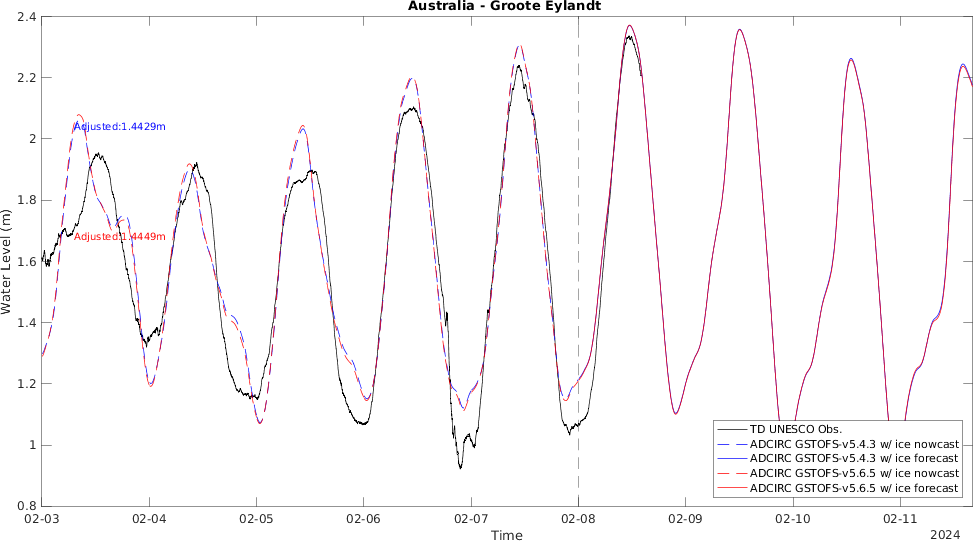 Australia - Groote Eylandt
2.4
2.2
2
1.8
1.6
1.4
1.2
1
0.8
Water Level (m)
Adjusted:1.4429m
Adjusted:1.4449m
TD UNESCO Obs.
ADCIRC GSTOFS-v5.4.3 w/ ice nowcast
ADCIRC GSTOFS-v5.4.3 w/ ice forecast
ADCIRC GSTOFS-v5.6.5 w/ ice nowcast
ADCIRC GSTOFS-v5.6.5 w/ ice forecast
02-03 02-04 02-05 02-06 02-07 02-08 02-09 02-10 02-11
Time
2024